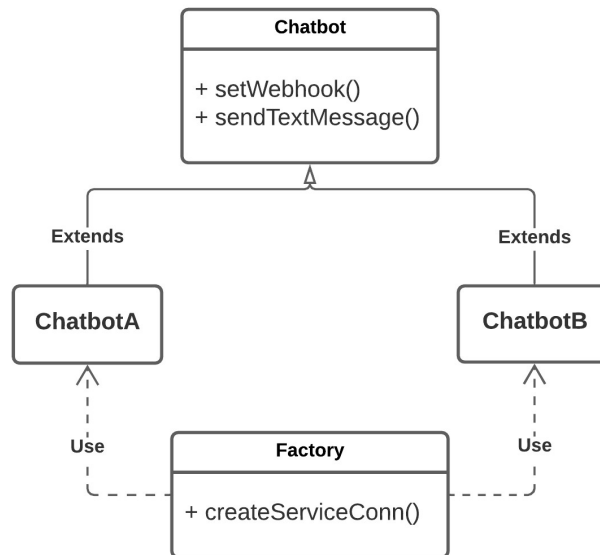 Chatbot
+ setWebhook()
+ sendTextMessage()
Extends
Extends
ChatbotA
ChatbotB
Use
Use
Factory
+ createServiceConn()